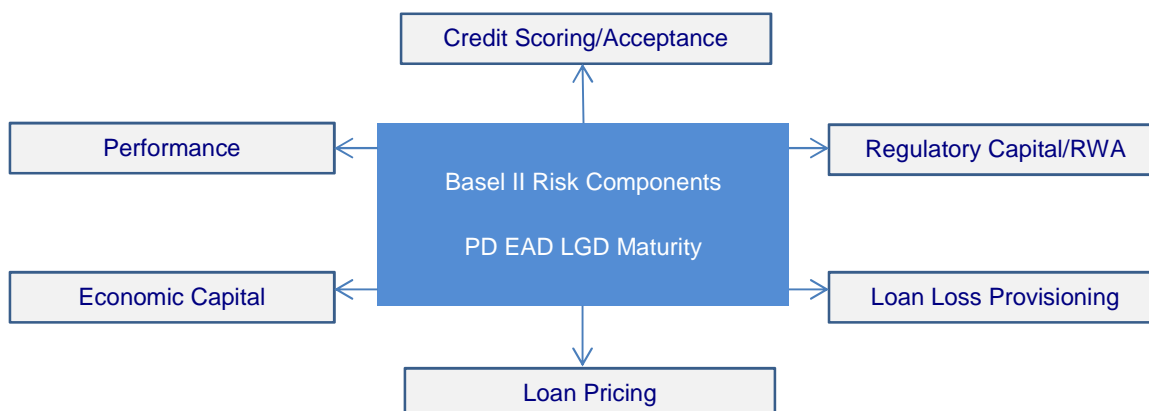 Credit Scoring/Acceptance
Performance
Regulatory Capital/RWA
Basel II Risk Components
PD EAD LGD Maturity
Economic Capital
Loan Loss Provisioning
Loan Pricing